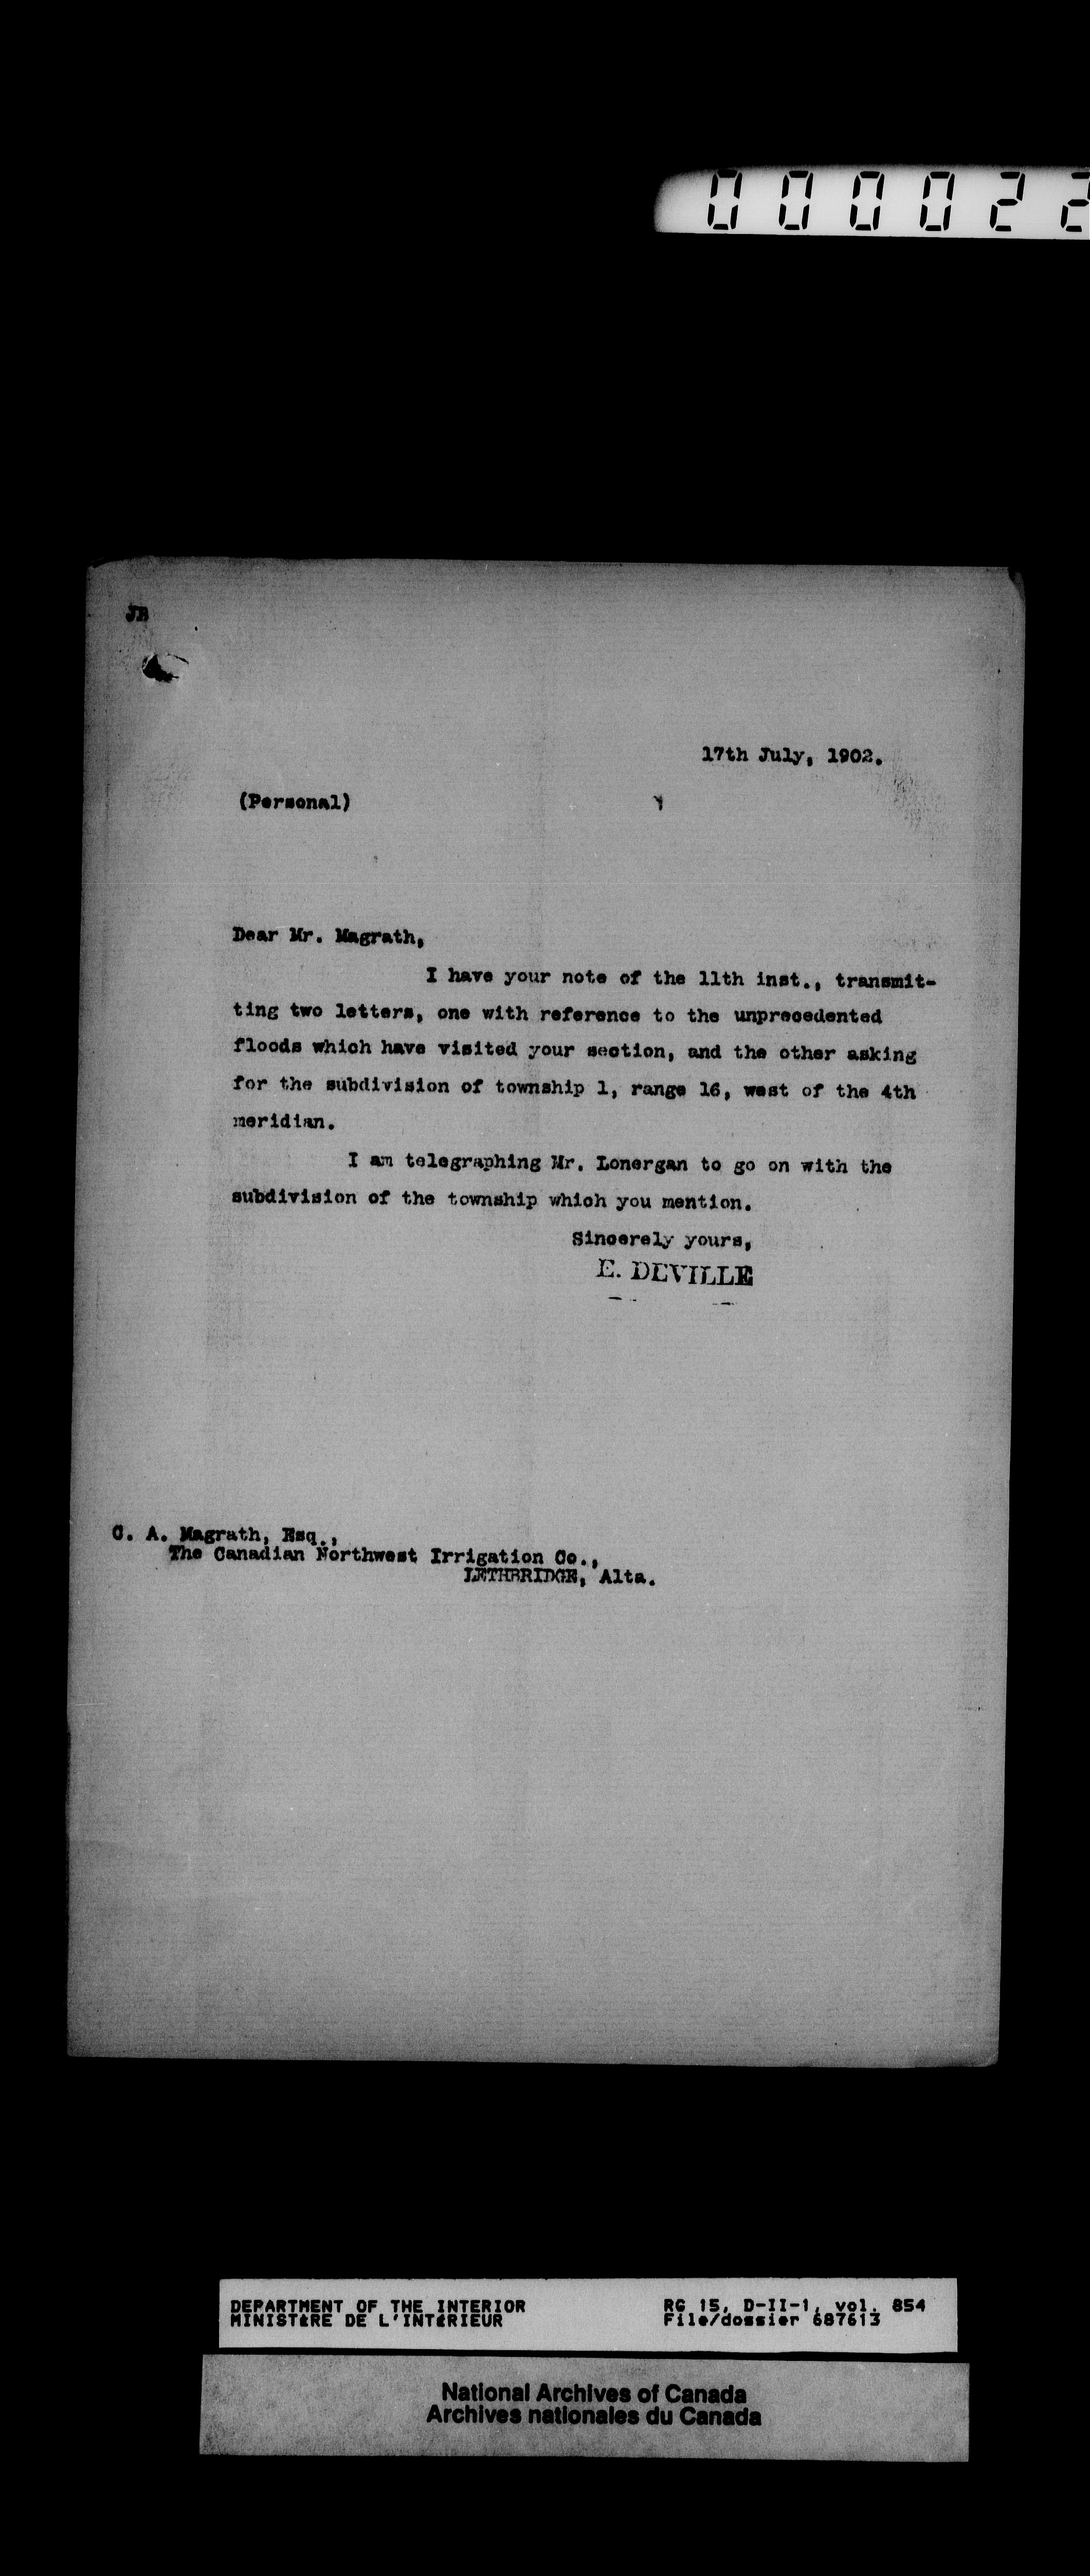 000022
JB
17th July, 1902.
(Personal)
Dear Mr. Magrath,
I have your note of the 11th inst., transmit-
ting two letters, one with reference to the unprecedented
floods which have visited your section, and the other asking
for the subdivision of township 1, range 16, west of the 4th
meridian.
I am telegraphing Mr. Lonergan to go on with the
subdivision of the township which you mention.
Sincerely yours,
E. DEVILLE
C. A. Magrath, Esq.,
The Canadian Northwest Irrigation Co.,
LETHBRIDGE, Alta.
DEPARTMENT OF THE INTERIOR RG 15, D-II-1, vol. 854
MINISTÈRE DE L'INTÉRIEUR File/dossier 687613
National Archives of Canada
Archives nationales du Canada